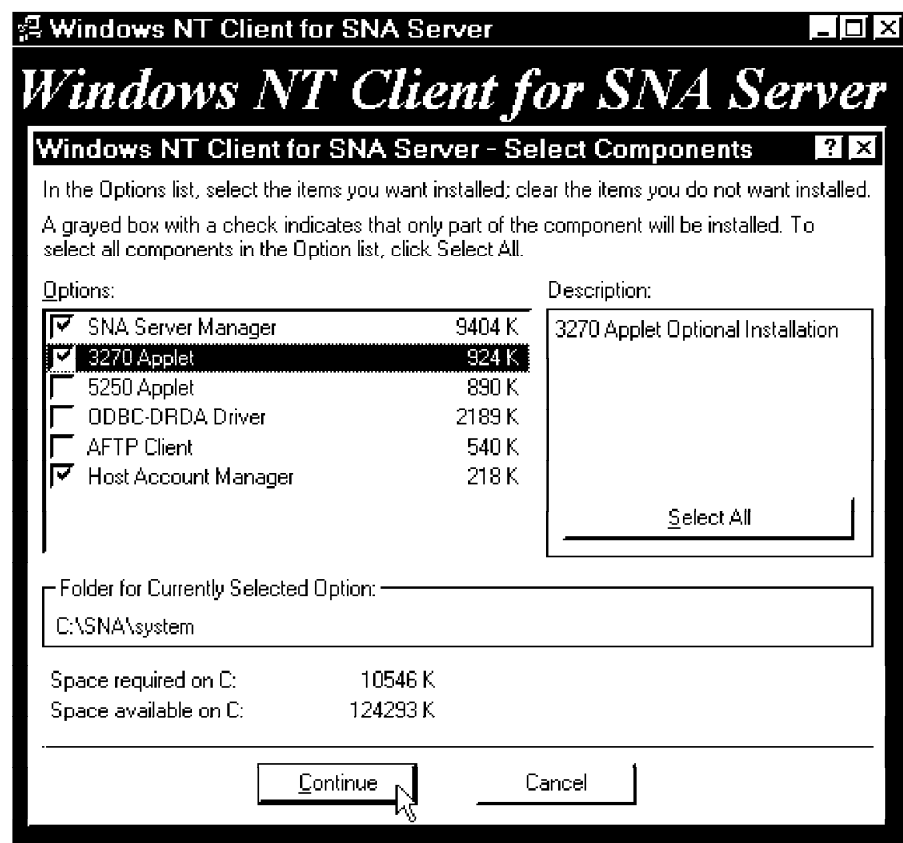 Windows NT Client for SNA Server
Windows NT Client for SNA Server
Windows NT Client for SNA Server - Select Components
In the Options list, select the items you want installed; clear the items you do not want installed.
A grayed box with a check indicates that only part of the component will be installed. To
select all components in the Option list, click Select All.
Options:
SNA Server Manager 9404 K
3270 Applet 924 K
5250 Applet 890 K
ODBC-DRDA Driver 2189 K
AFTP Client 540 K
Host Account Manager 218 K
Description:
3270 Applet Optional Installation
Select All
Folder for Currently Selected Option:
C:\SNA\system
Space required on C: 10546 K
Space available on C: 124293 K
Continue Cancel